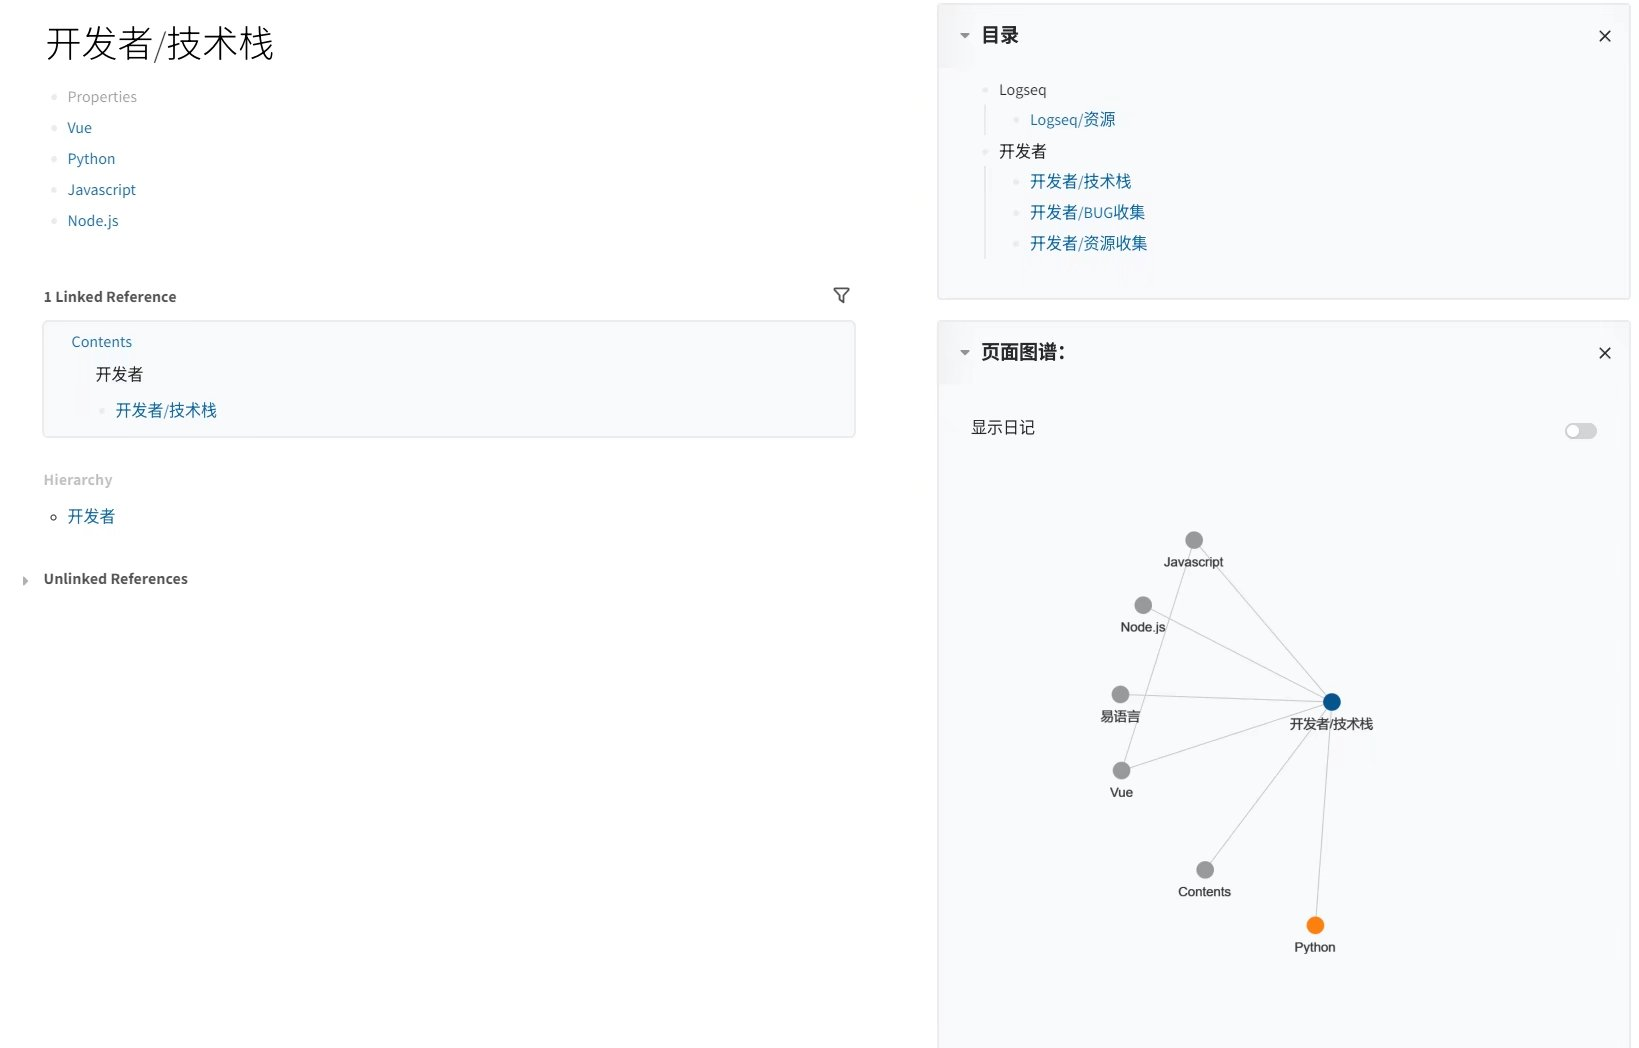 开发者/技术栈
Properties
Vue
Python
Javascript
Node.js
1 Linked Reference
Contents
开发者
开发者/技术栈
Hierarchy
开发者
Unlinked References
目录
Logseq
Logseq/资源
开发者
开发者/技术栈
开发者/BUG收集
开发者/资源收集
页面图谱：
显示日记
Javascript
Node.js
易语言
开发者/技术栈
Vue
Contents
Python